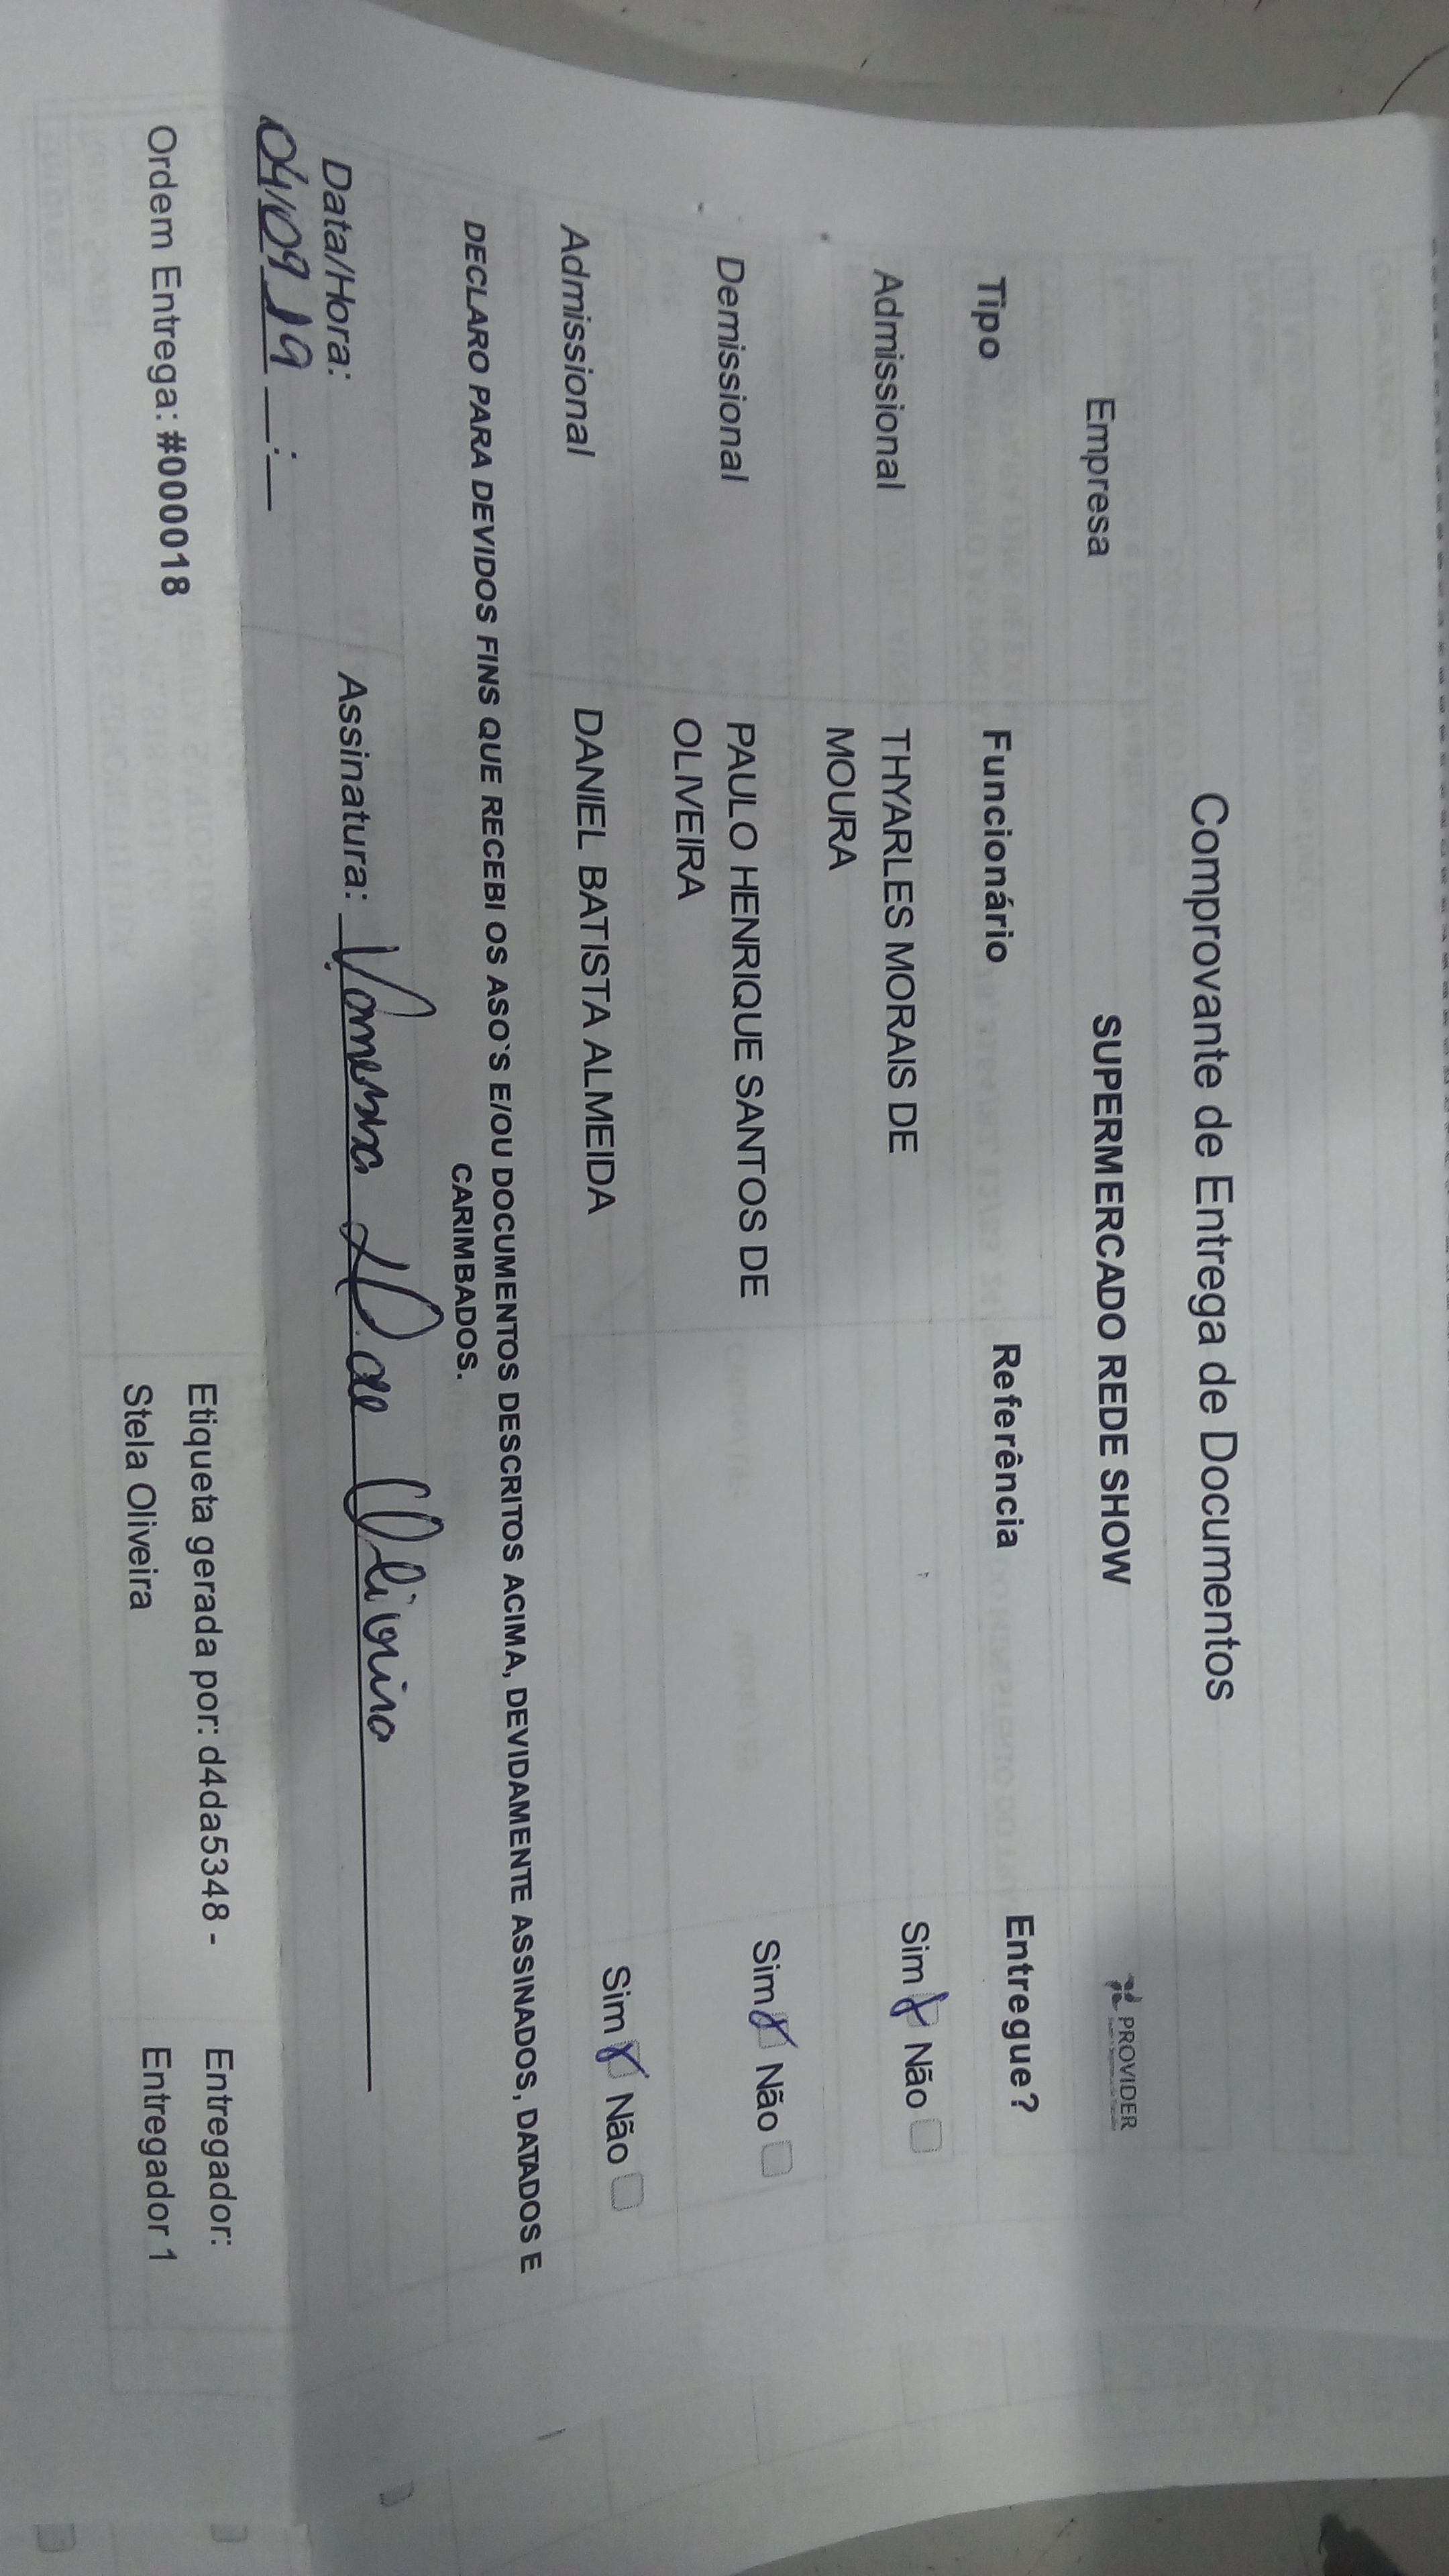 Comprovante de Entrega de Documentos
Empresa SUPERMERCADO REDE SHOW PROVIDER
Tipo Funcionário Referência Entregue?
Admissional THYARLES MORAIS DE Sim Não
MOURA
Demissional PAULO HENRIQUE SANTOS DE Sim Não
OLIVEIRA
Admissional DANIEL BATISTA ALMEIDA Sim Não
DECLARO PARA DEVIDOS FINS QUE RECEBI OS ASO`S E/OU DOCUMENTOS DESCRITOS ACIMA, DEVIDAMENTE ASSINADOS, DATADOS E
CARIMBADOS.
Data/Hora: Assinatura: Vanessa de Oliveira
04/09 19 __:__
Ordem Entrega: #000018 Etiqueta gerada por: d4da5348 - Entregador:
Stela Oliveira Entregador 1